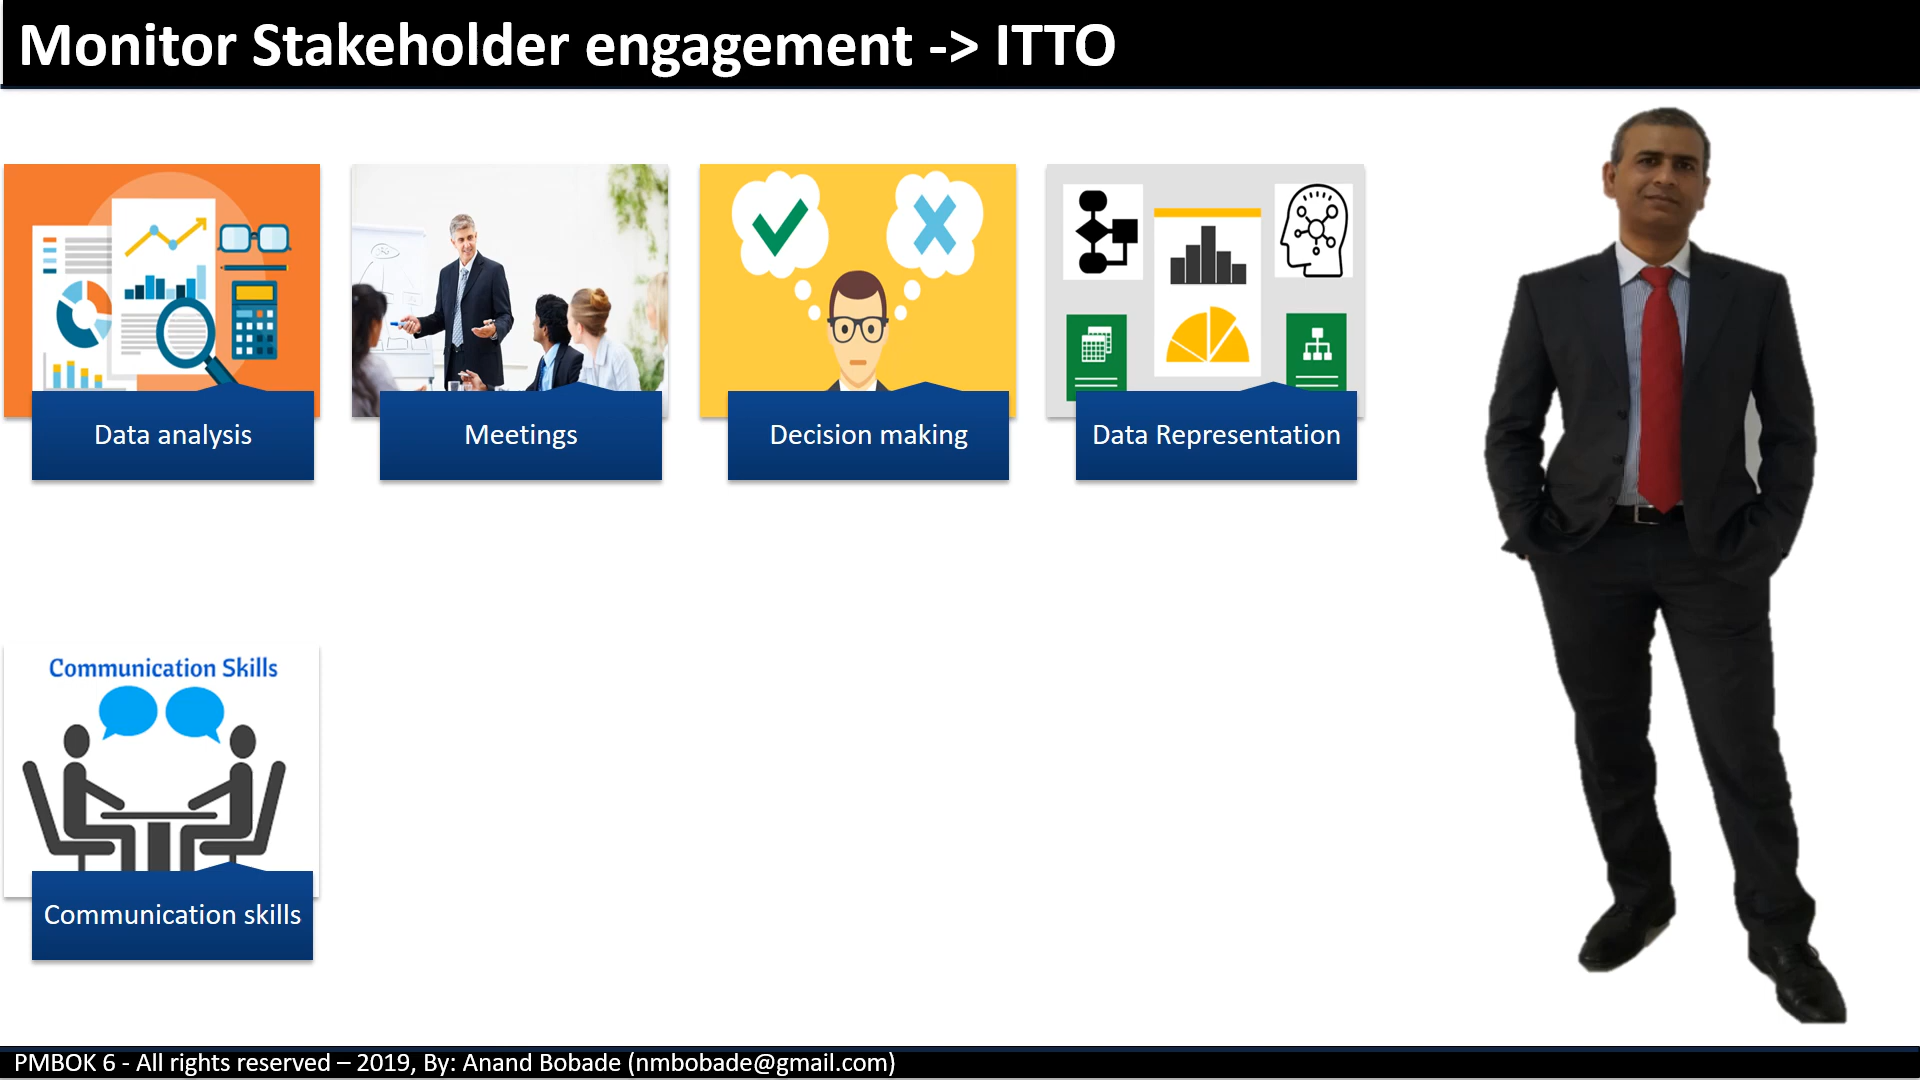 Monitor Stakeholder engagement -> ITTO
Data analysis
Meetings
Decision making
Data Representation
Communication Skills
Communication skills
PMBOK 6 - All rights reserved – 2019, By: Anand Bobade (nmbobade@gmail.com)